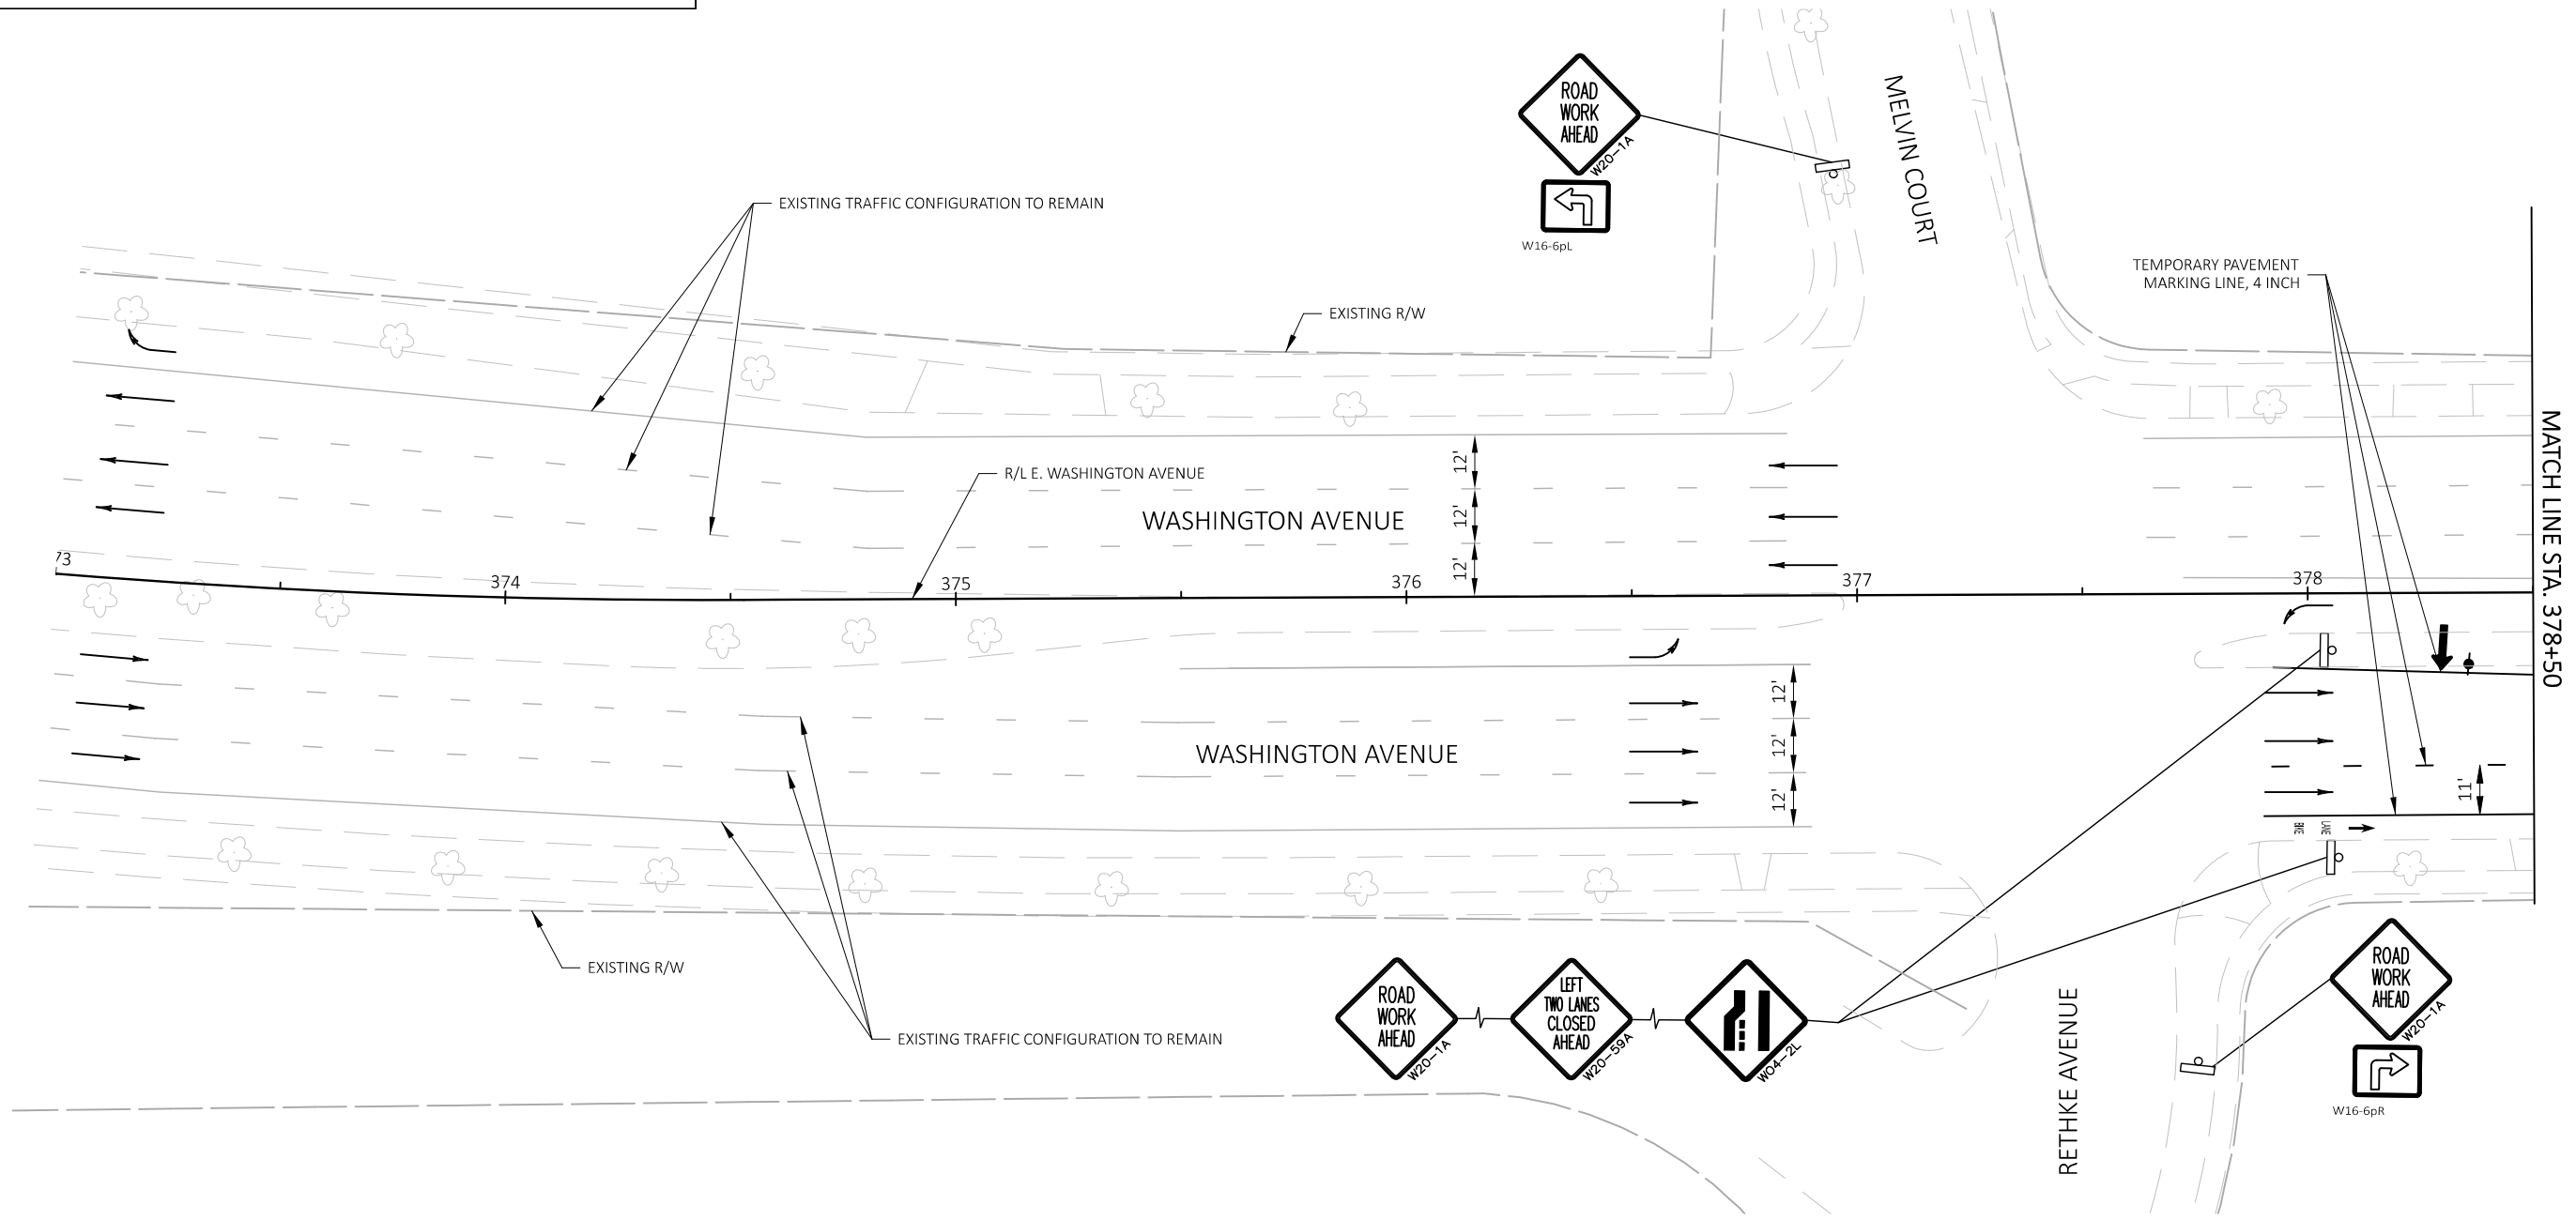 ROAD
WORK
AHEAD
W20-1A
W16-6pL
MELVIN COURT
EXISTING TRAFFIC CONFIGURATION TO REMAIN
TEMPORARY PAVEMENT
MARKING LINE, 4 INCH
EXISTING R/W
MATCH LINE STA. 378+50
R/L E. WASHINGTON AVENUE
12'
12'
12'
WASHINGTON AVENUE
73
374
375
376
377
378
12'
12'
12'
WASHINGTON AVENUE
11'
BIKE
LANE
EXISTING R/W
EXISTING TRAFFIC CONFIGURATION TO REMAIN
ROAD
WORK
AHEAD
W20-1A
LEFT
TWO LANES
CLOSED
AHEAD
W20-59A
W04-2L
RETHKE AVENUE
ROAD
WORK
AHEAD
W20-1A
W16-6pR